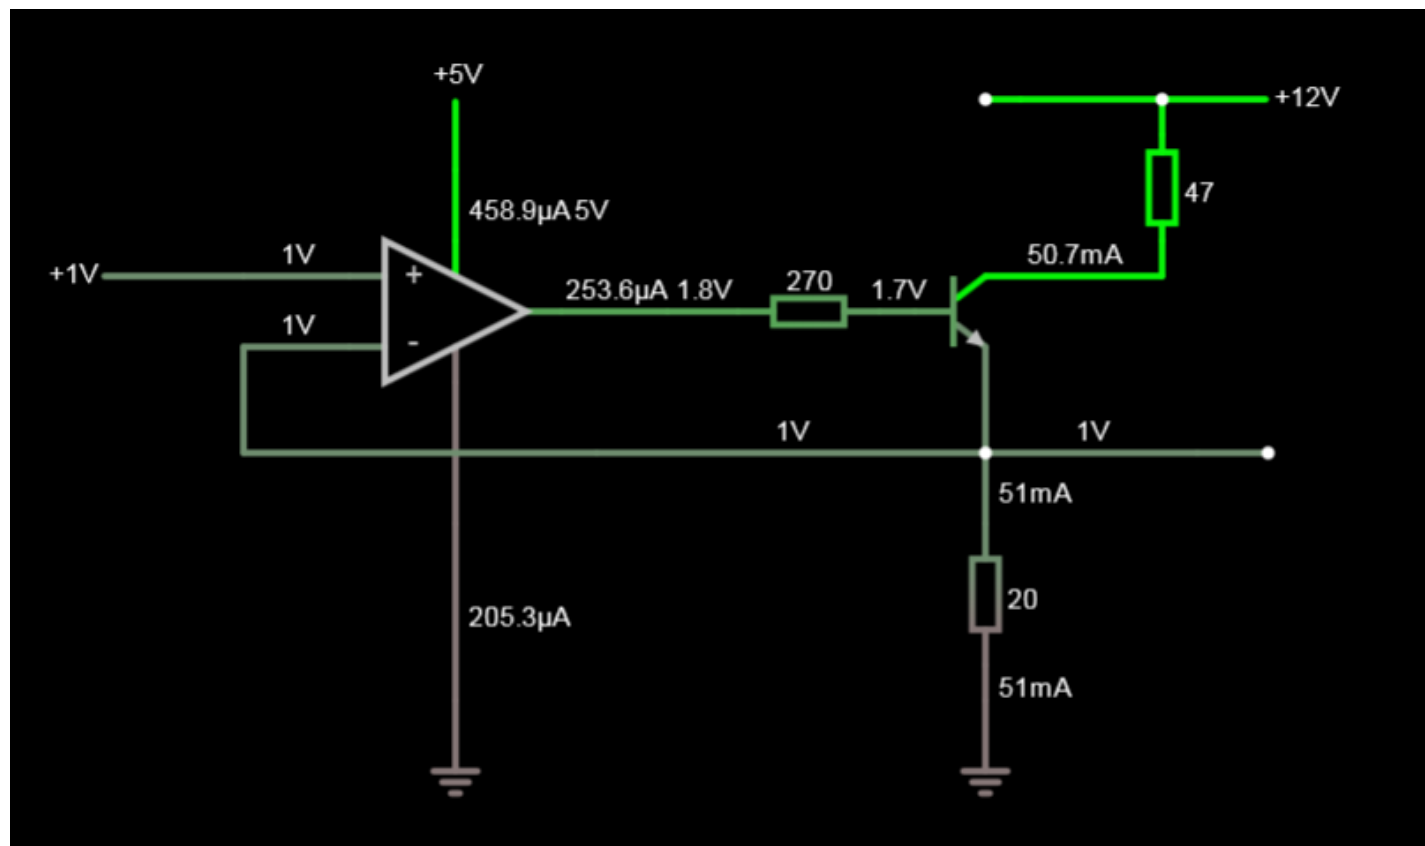 +5V
+12V
47
458.9µA 5V
1V
50.7mA
+1V
+
253.6µA 1.8V
270
1.7V
1V
-
1V
1V
51mA
20
205.3µA
51mA